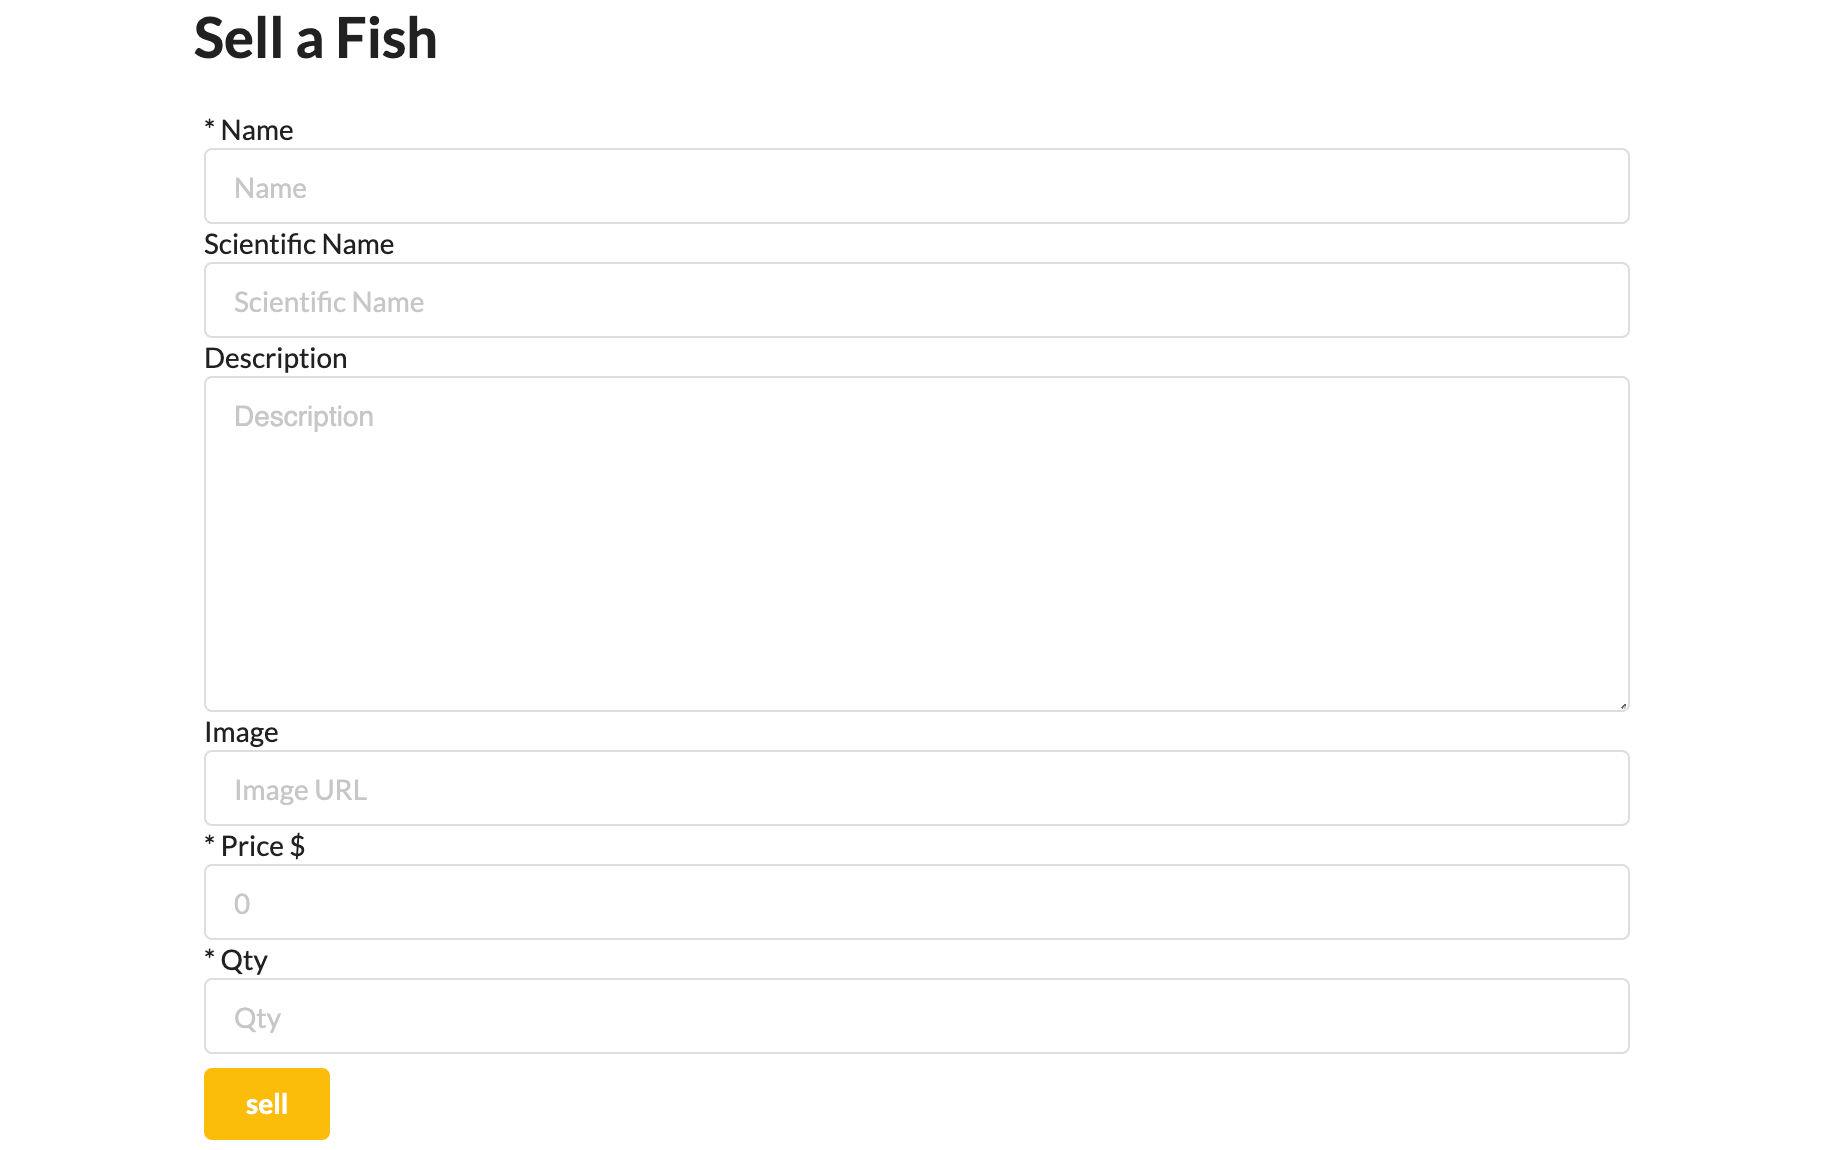 Sell a Fish
* Name
Name
Scientific Name
Scientific Name
Description
Description
Image
Image URL
* Price $
0
* Qty
Qty
sell